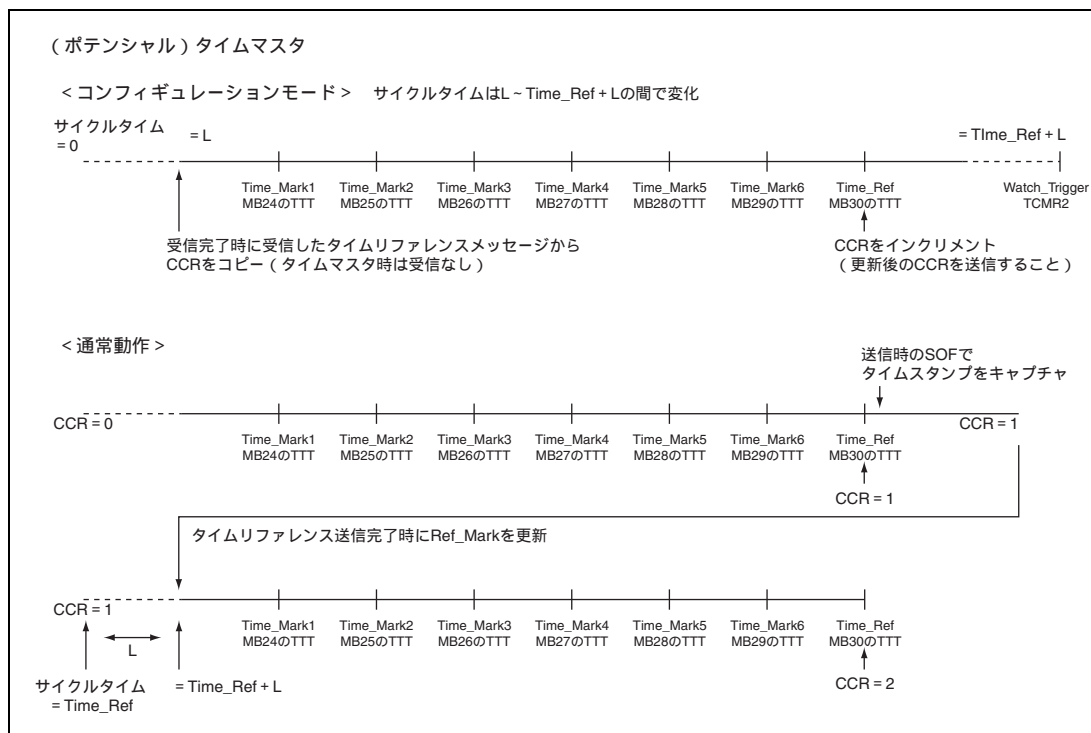 （ポテンシャル）タイムマスタ
＜コンフィギュレーションモード＞ サイクルタイムはL～Time_Ref＋Lの間で変化
サイクルタイム
＝0
＝L
＝TIme_Ref＋L
Time_Mark1
MB24のTTT
Time_Mark2
MB25のTTT
Time_Mark3
MB26のTTT
Time_Mark4
MB27のTTT
Time_Mark5
MB28のTTT
Time_Mark6
MB29のTTT
Time_Ref
MB30のTTT
Watch_Trigger
TCMR2
受信完了時に受信したタイムリファレンスメッセージから
CCRをコピー（タイムマスタ時は受信なし）
CCRをインクリメント
（更新後のCCRを送信すること）
＜通常動作＞
送信時のSOFで
タイムスタンプをキャプチャ
CCR＝0
CCR＝1
Time_Mark1
MB24のTTT
Time_Mark2
MB25のTTT
Time_Mark3
MB26のTTT
Time_Mark4
MB27のTTT
Time_Mark5
MB28のTTT
Time_Mark6
MB29のTTT
Time_Ref
MB30のTTT
CCR＝1
タイムリファレンス送信完了時にRef_Markを更新
CCR＝1
Time_Mark1
MB24のTTT
Time_Mark2
MB25のTTT
Time_Mark3
MB26のTTT
Time_Mark4
MB27のTTT
Time_Mark5
MB28のTTT
Time_Mark6
MB29のTTT
Time_Ref
MB30のTTT
L
サイクルタイム
＝Time_Ref
＝Time_Ref＋L
CCR＝2